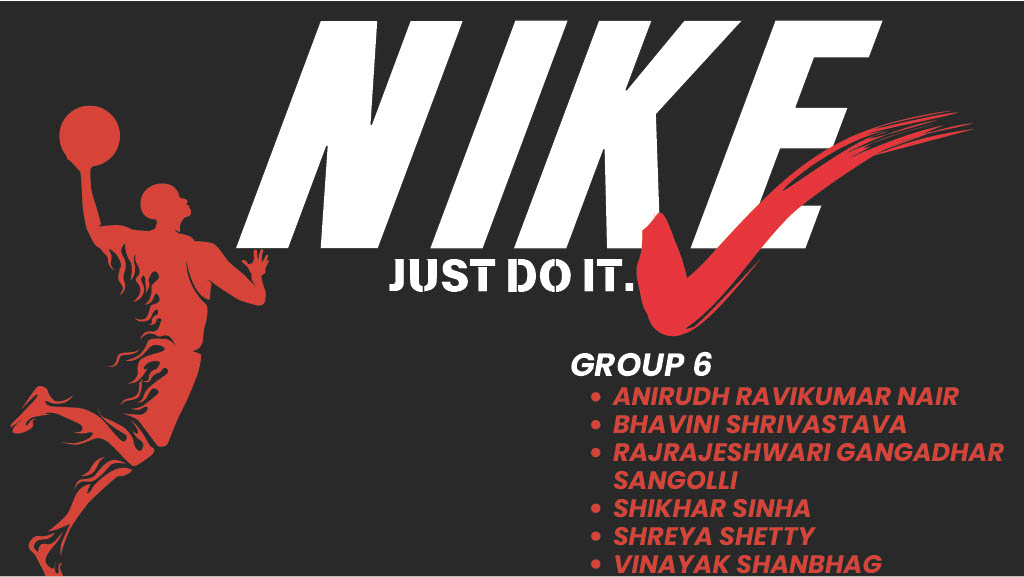 NIKE
JUST DO IT.
GROUP 6
• ANIRUDH RAVIKUMAR NAIR
• BHAVINI SHRIVASTAVA
• RAJRAJESHWARI GANGADHAR
SANGOLLI
• SHIKHAR SINHA
• SHREYA SHETTY
• VINAYAK SHANBHAG